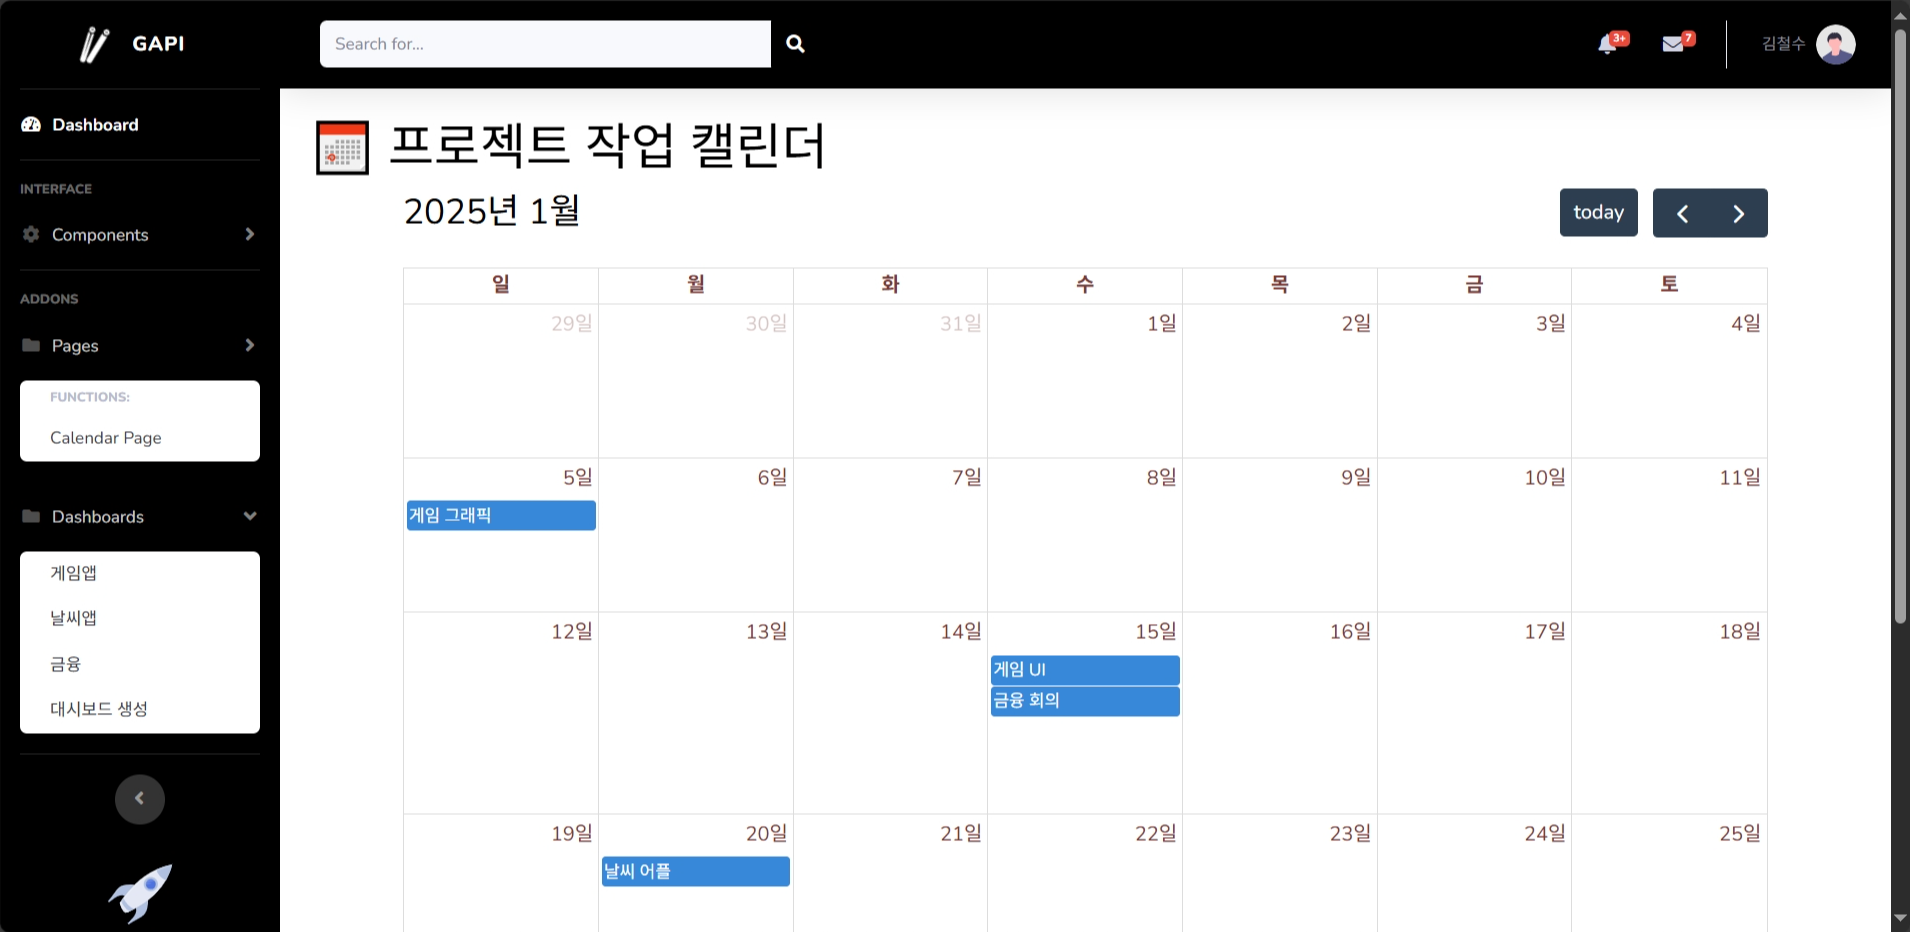 GAPI
Search for...
3+
7
김철수
Dashboard
INTERFACE
Components
ADDONS
Pages
FUNCTIONS:
Calendar Page
Dashboards
게임앱
날씨앱
금융
대시보드 생성
프로젝트 작업 캘린더
2025년 1월
today
일 월 화 수 목 금 토
29일 30일 31일 1일 2일 3일 4일
5일 6일 7일 8일 9일 10일 11일
게임 그래픽
12일 13일 14일 15일 16일 17일 18일
게임 UI
금융 회의
19일 20일 21일 22일 23일 24일 25일
날씨 어플